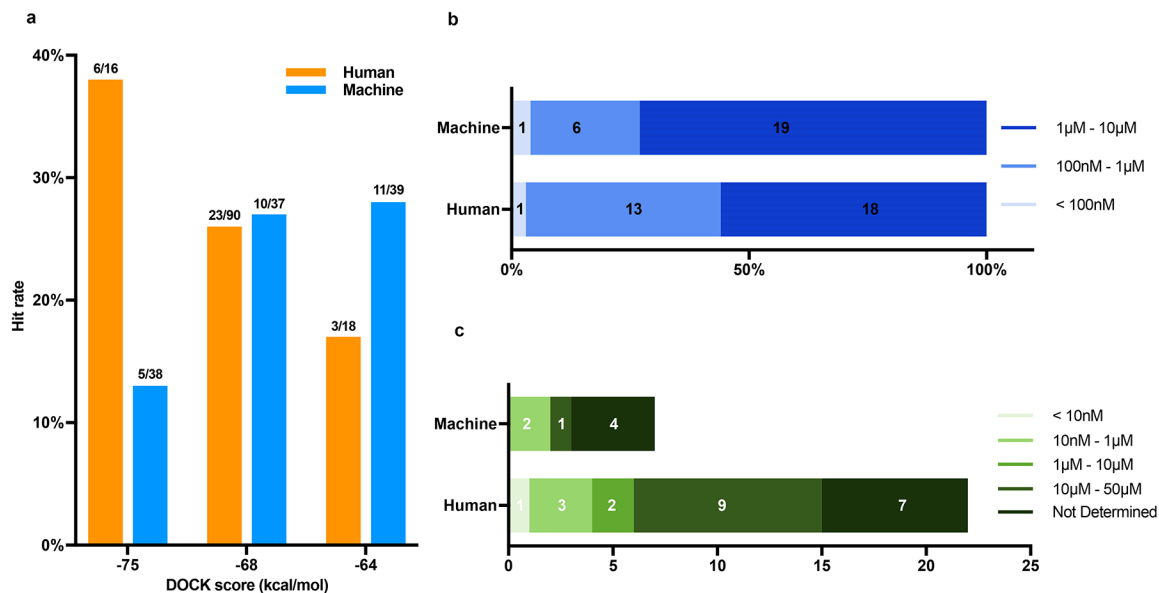 a
40%
30%
20%
10%
0%
Hit rate
6/16
5/38
23/90
10/37
3/18
11/39
Human
Machine
-75
-68
-64
DOCK score (kcal/mol)
b
Machine
1
6
19
Human
1
13
18
0%
50%
100%
1µM - 10µM
100nM - 1µM
< 100nM
c
Machine
2
1
4
Human
1
3
2
9
7
0
5
10
15
20
25
< 10nM
10nM - 1µM
1µM - 10µM
10µM - 50µM
Not Determined